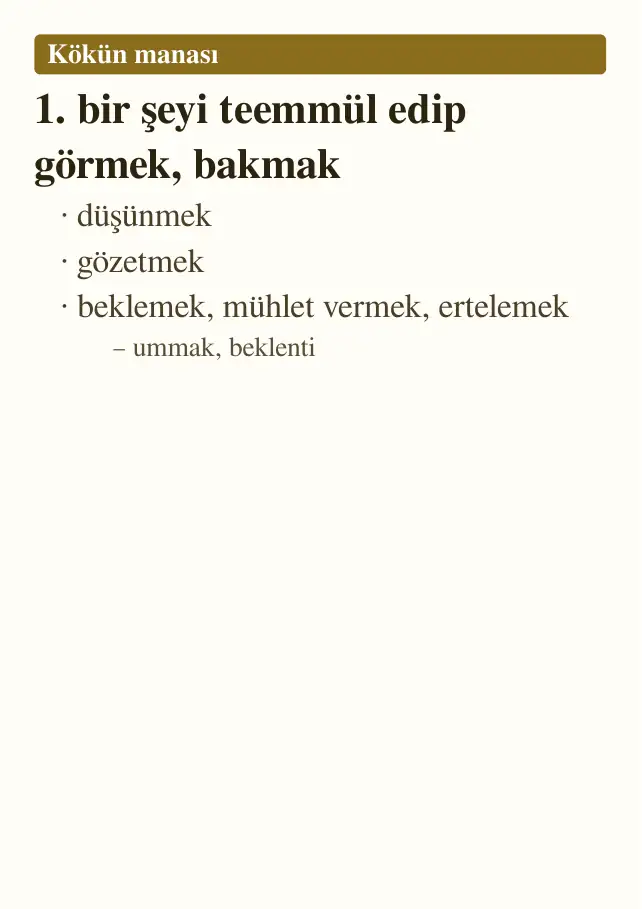 Kökün manası
1. bir şeyi teemmül edip
görmek, bakmak
· düşünmek
· gözetmek
· beklemek, mühlet vermek, ertelemek
– ummak, beklenti